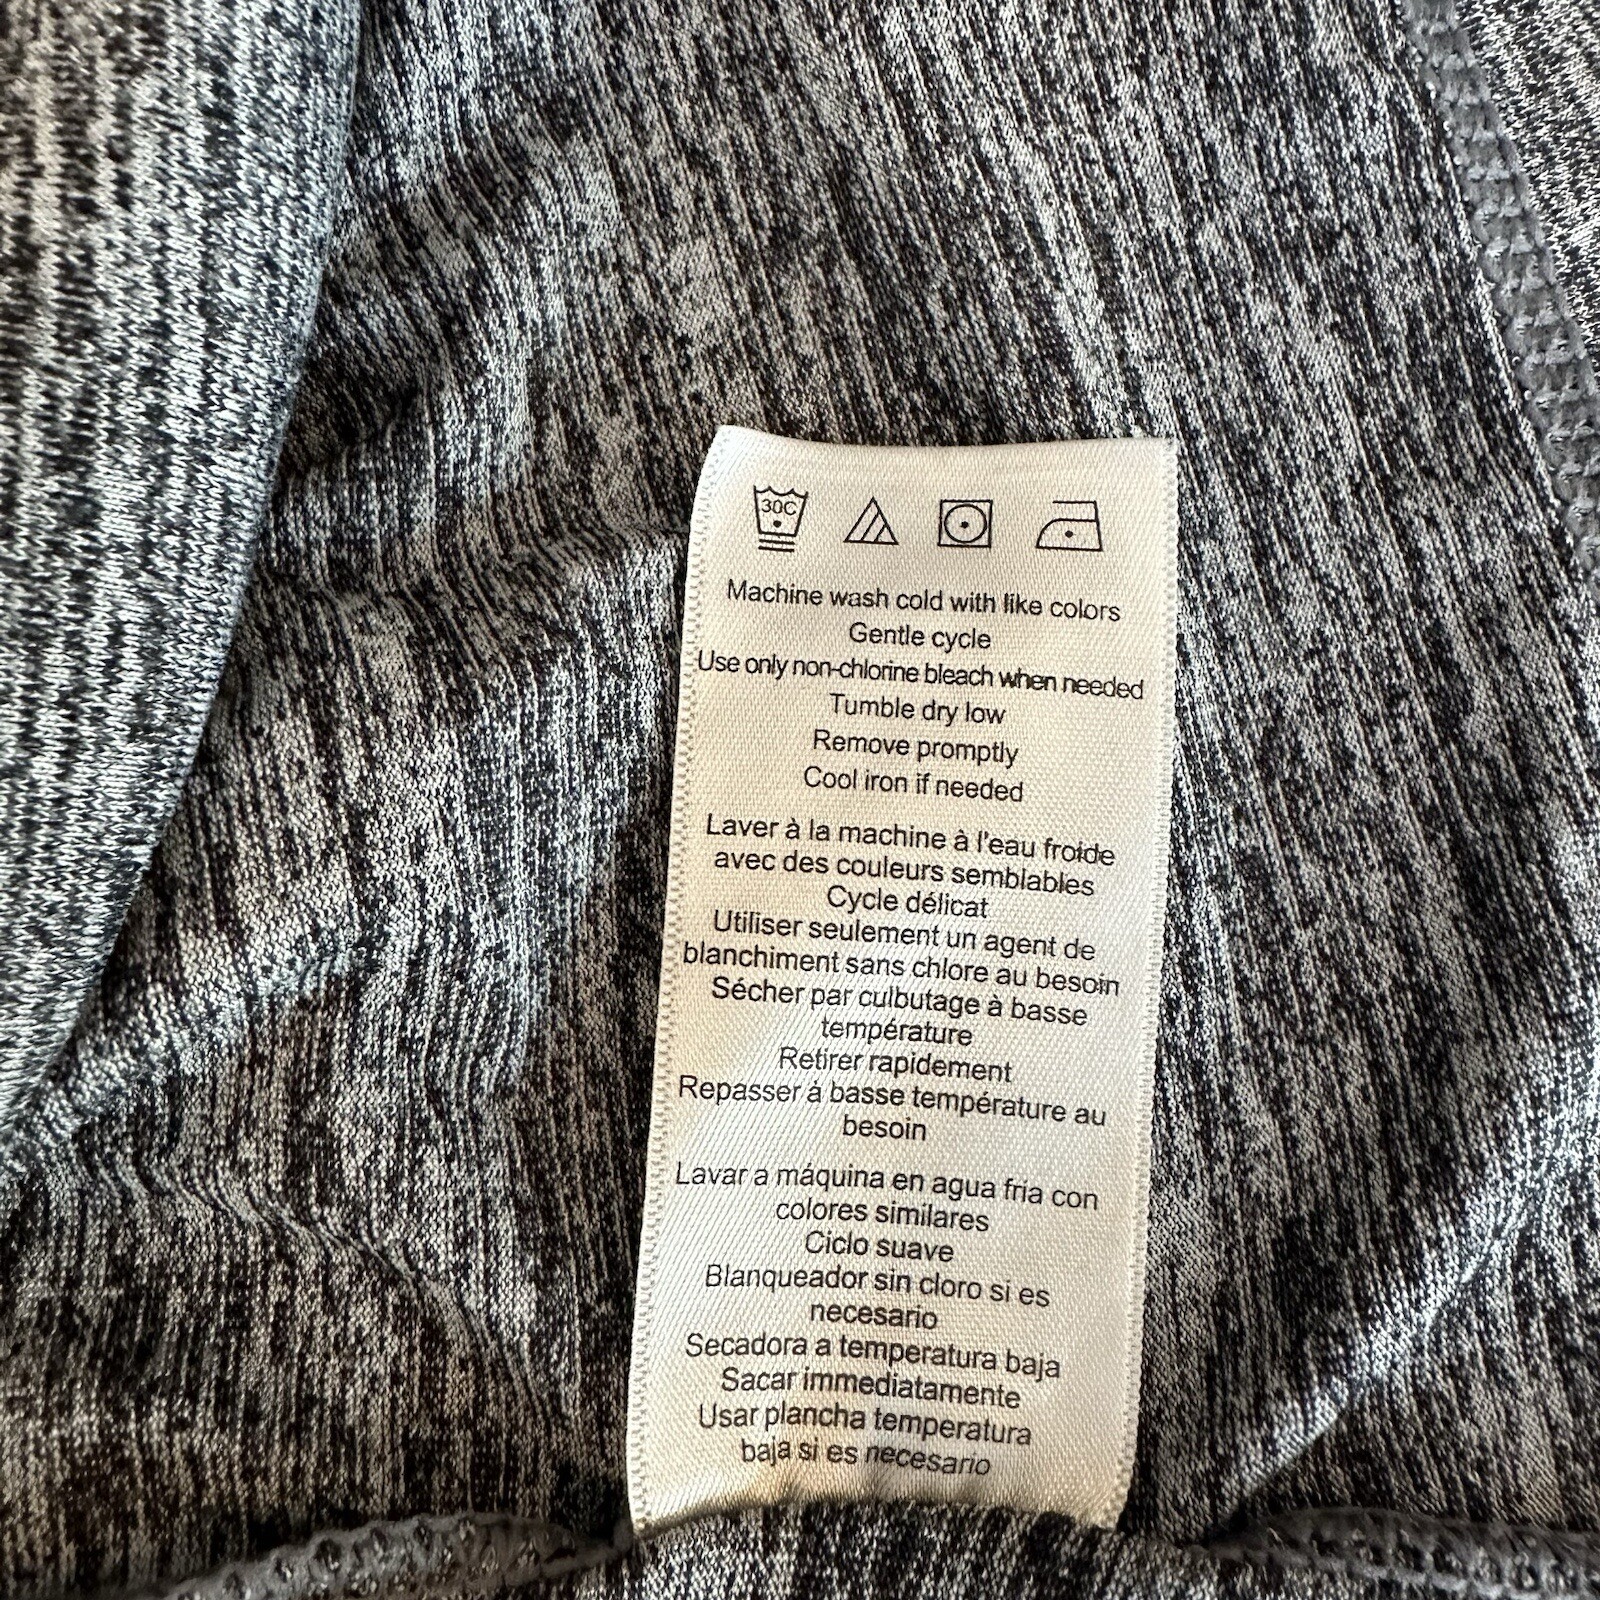 30C
Machine wash cold with like colors
Gentle cycle
Use only non-chlorine bleach when needed
Tumble dry low
Remove promptly
Cool iron if needed
Laver à la machine à l'eau froide
avec des couleurs semblables
Cycle délicat
Utiliser seulement un agent de
blanchiment sans chlore au besoin
Sécher par culbutage à basse
température
Retirer rapidement
Repasser à basse température au
besoin
Lavar a máquina en agua fria con
colores similares
Ciclo suave
Blanqueador sin cloro si es
necesario
Secadora a temperatura baja
Sacar immediatamente
Usar plancha temperatura
baja si es necesario